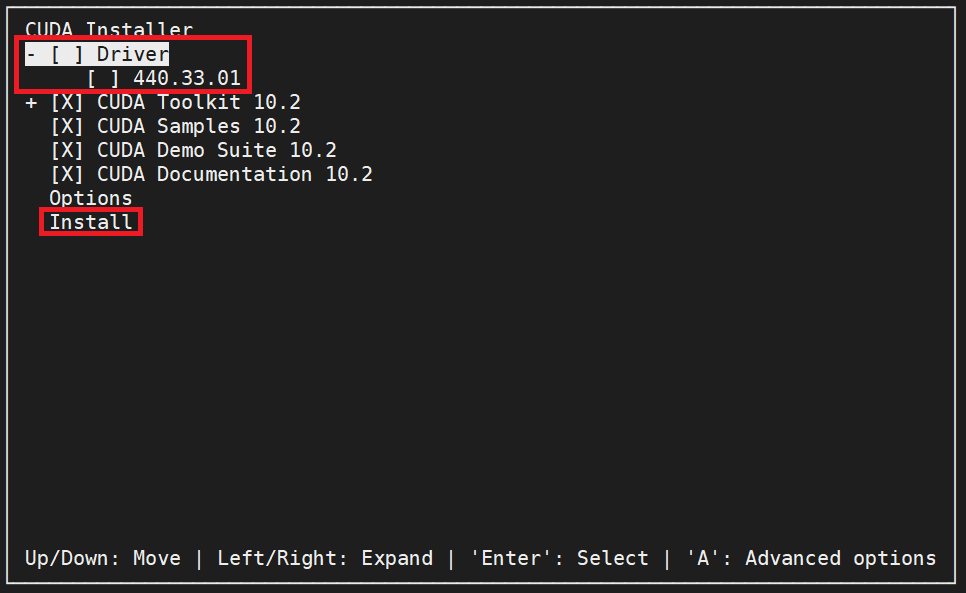 CUDA Installer
- [ ] Driver
[ ] 440.33.01
+ [X] CUDA Toolkit 10.2
[X] CUDA Samples 10.2
[X] CUDA Demo Suite 10.2
[X] CUDA Documentation 10.2
Options
Install
Up/Down: Move | Left/Right: Expand | 'Enter': Select | 'A': Advanced options